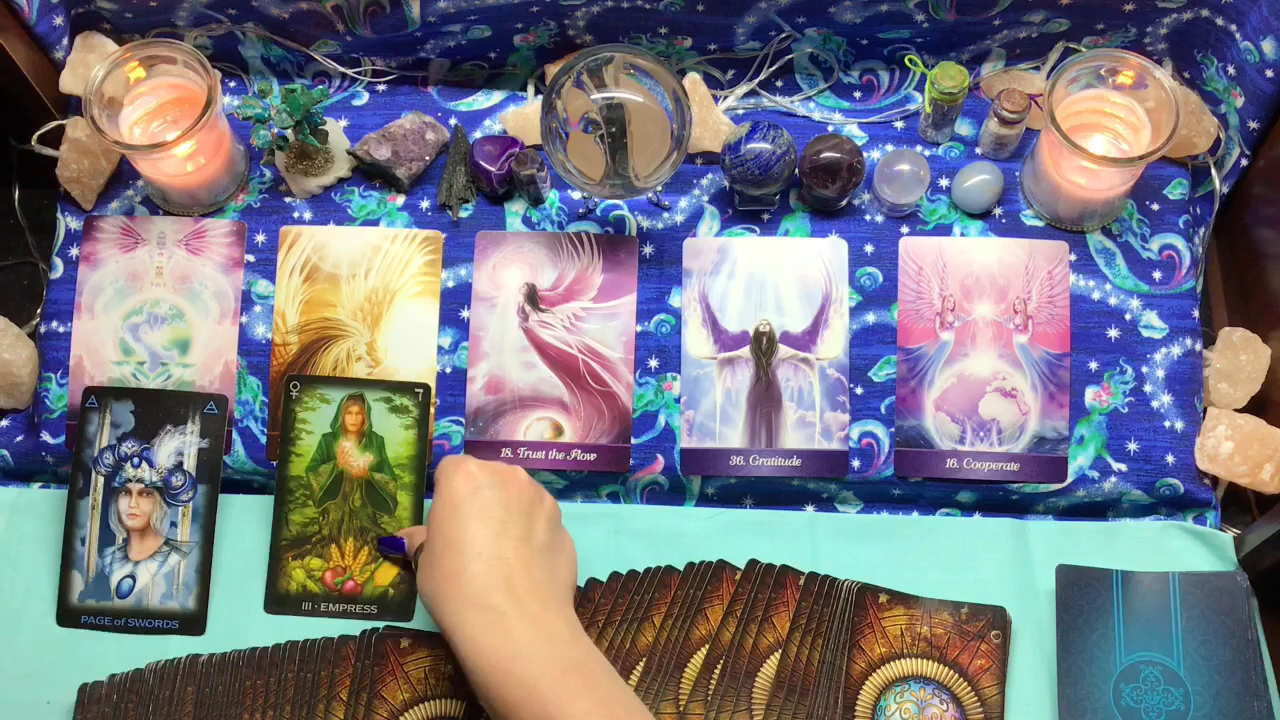 18. Trust the Flow
36. Gratitude
16. Cooperate
PAGE of SWORDS
III · EMPRESS